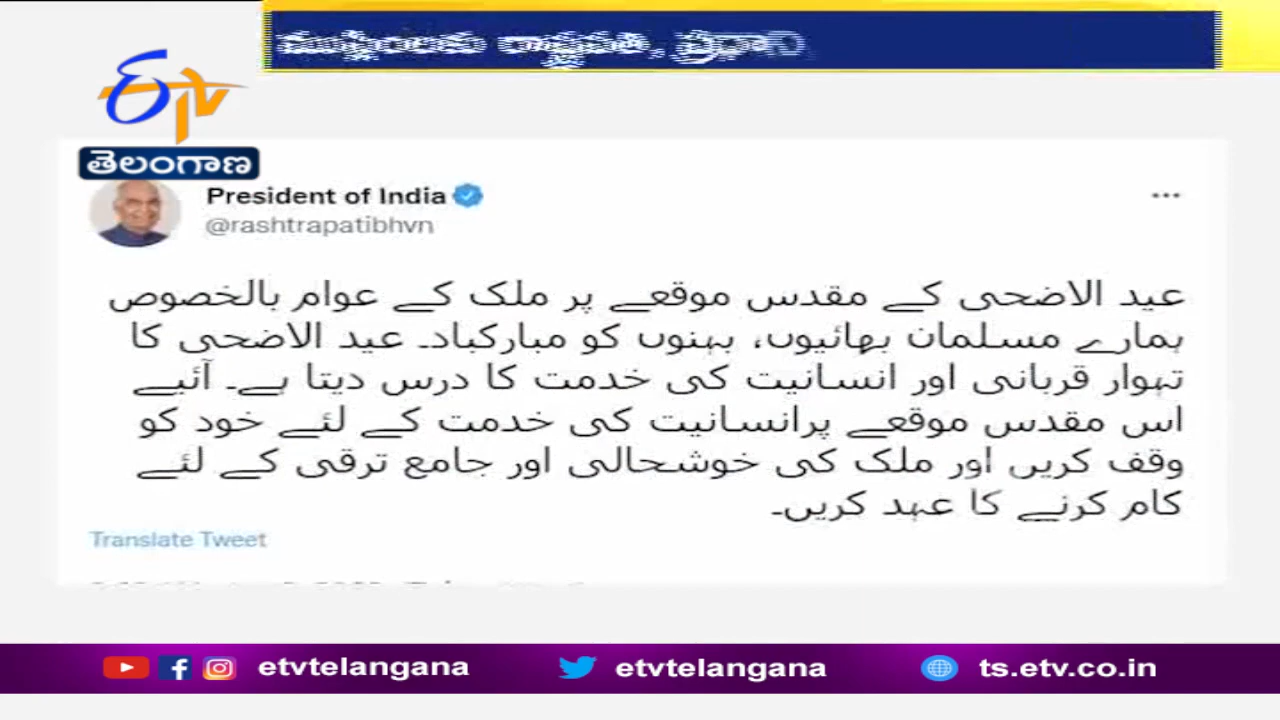 రాష్ట్రపతి, ప్రధాని
ETV
తెలంగాణ
President of India
@rashtrapatibhvn
...
عید الاضحی کے مقدس موقعے پر ملک کے عوام بالخصوص
ہمارے مسلمان بھائیوں، بہنوں کو مبارکباد۔ عید الاضحی کا
تہوار قربانی اور انسانیت کی خدمت کا درس دیتا ہے۔ آئیے
اس مقدس موقعے پرانسانیت کی خدمت کے لئے خود کو
وقف کریں اور ملک کی خوشحالی اور جامع ترقی کے لئے
کام کرنے کا عہد کریں۔
Translate Tweet
etvtelangana etvtelangana ts.etv.co.in